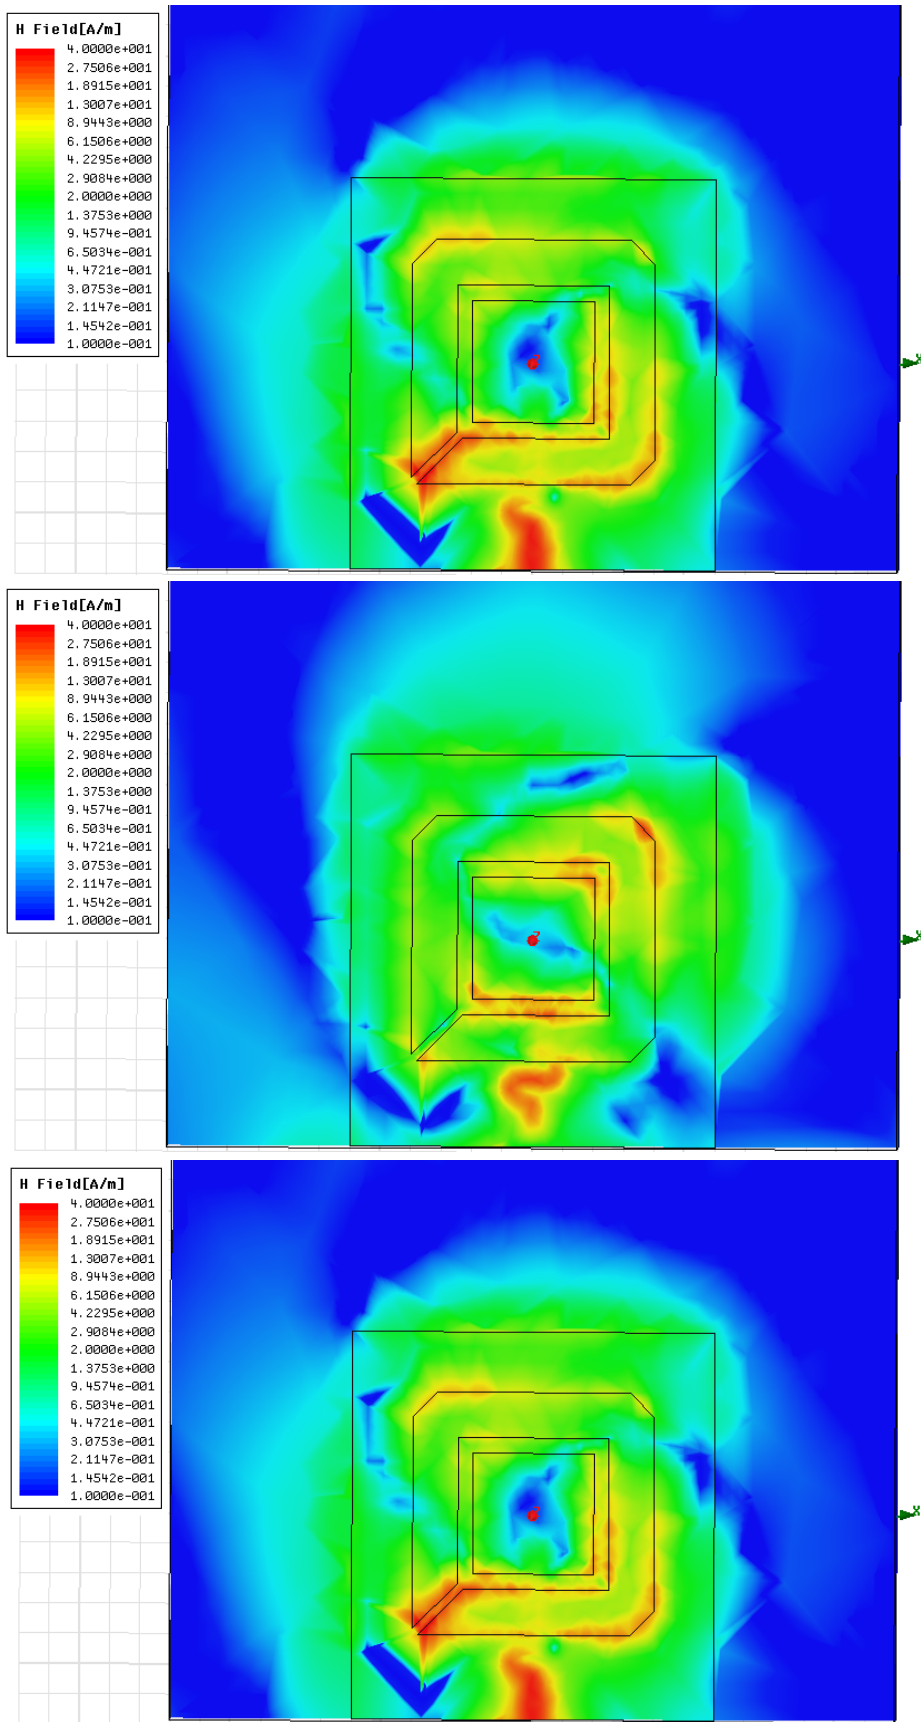 H Field[A/m]
4.0000e+001
2.7506e+001
1.8915e+001
1.3007e+001
8.9443e+000
6.1506e+000
4.2295e+000
2.9084e+000
2.0000e+000
1.3753e+000
9.4574e-001
6.5034e-001
4.4721e-001
3.0753e-001
2.1147e-001
1.4542e-001
1.0000e-001
H Field[A/m]
4.0000e+001
2.7506e+001
1.8915e+001
1.3007e+001
8.9443e+000
6.1506e+000
4.2295e+000
2.9084e+000
2.0000e+000
1.3753e+000
9.4574e-001
6.5034e-001
4.4721e-001
3.0753e-001
2.1147e-001
1.4542e-001
1.0000e-001
H Field[A/m]
4.0000e+001
2.7506e+001
1.8915e+001
1.3007e+001
8.9443e+000
6.1506e+000
4.2295e+000
2.9084e+000
2.0000e+000
1.3753e+000
9.4574e-001
6.5034e-001
4.4721e-001
3.0753e-001
2.1147e-001
1.4542e-001
1.0000e-001